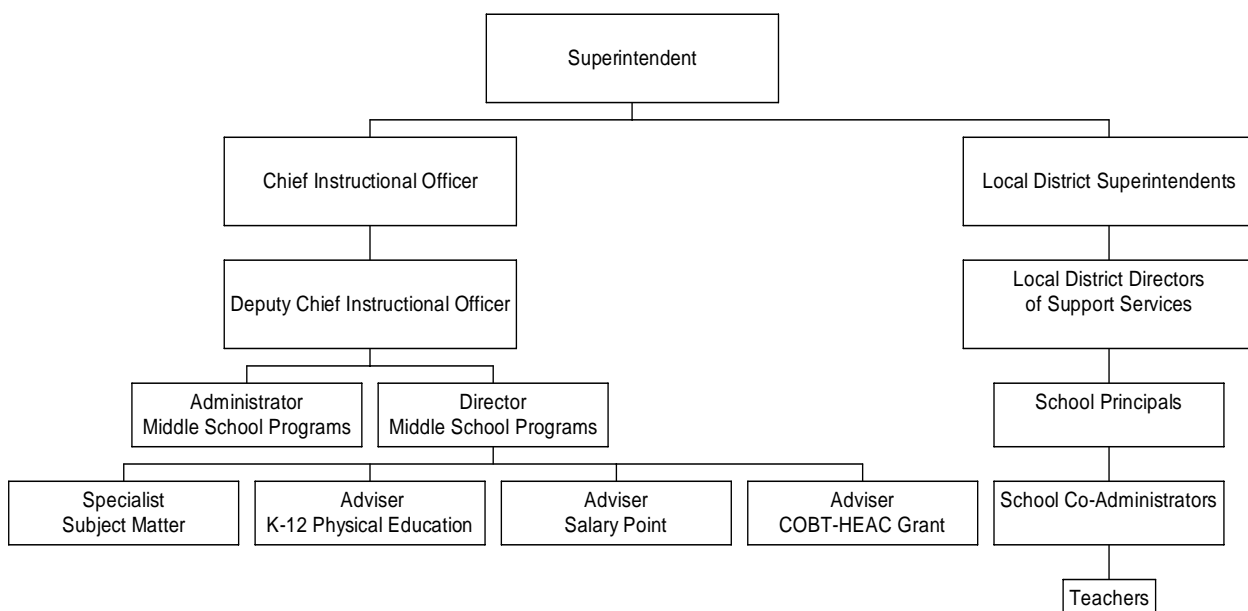 Superintendent
Chief Instructional Officer
Local District Superintendents
Deputy Chief Instructional Officer
Local District Directors
of Support Services
Administrator
Middle School Programs
Director
Middle School Programs
School Principals
Specialist
Subject Matter
Adviser
K-12 Physical Education
Adviser
Salary Point
Adviser
COBT-HEAC Grant
School Co-Administrators
Teachers